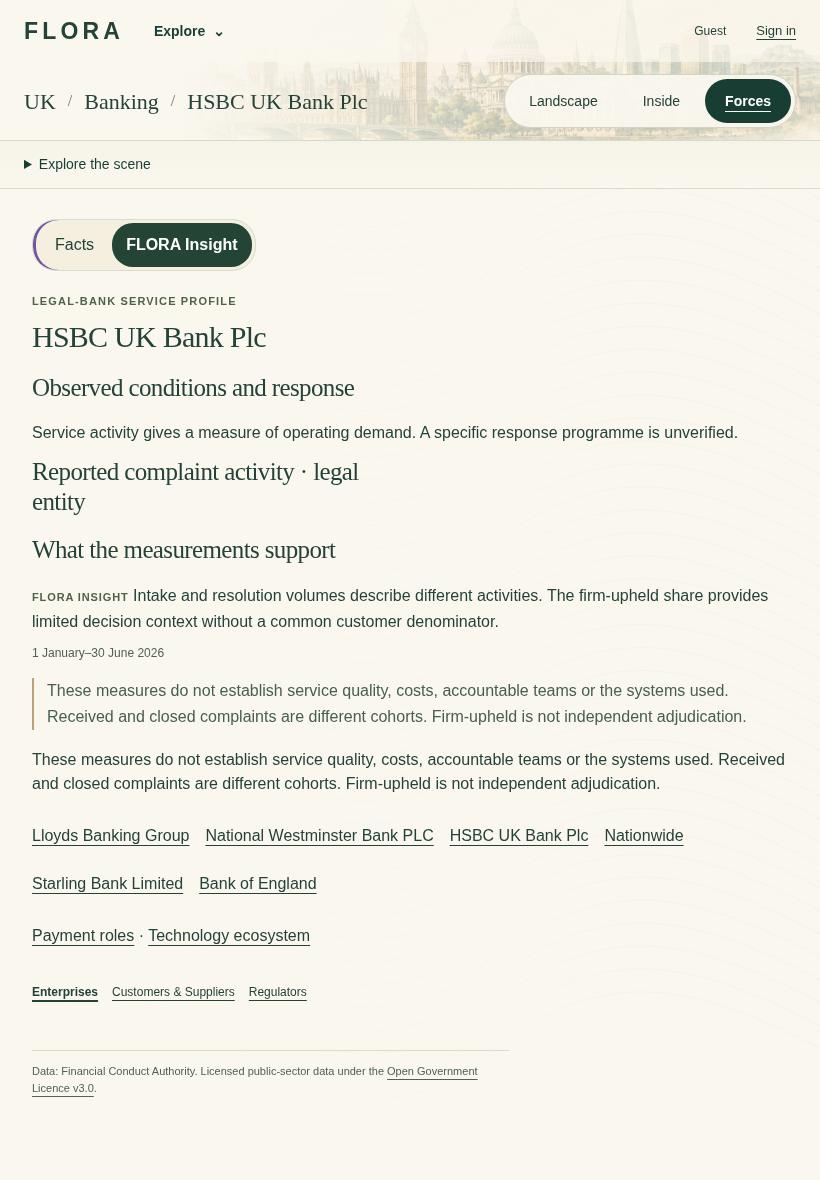 FLORA
Explore
Guest
Sign in
UK / Banking / HSBC UK Bank Plc
Landscape
Inside
Forces
Explore the scene
Facts
FLORA Insight
LEGAL-BANK SERVICE PROFILE
HSBC UK Bank Plc
Observed conditions and response
Service activity gives a measure of operating demand. A specific response programme is unverified.
Reported complaint activity · legal
entity
What the measurements support
FLORA INSIGHT Intake and resolution volumes describe different activities. The firm-upheld share provides
limited decision context without a common customer denominator.
1 January–30 June 2026
These measures do not establish service quality, costs, accountable teams or the systems used.
Received and closed complaints are different cohorts. Firm-upheld is not independent adjudication.
These measures do not establish service quality, costs, accountable teams or the systems used. Received
and closed complaints are different cohorts. Firm-upheld is not independent adjudication.
Lloyds Banking Group National Westminster Bank PLC HSBC UK Bank Plc Nationwide
Starling Bank Limited Bank of England
Payment roles · Technology ecosystem
Enterprises Customers & Suppliers Regulators
Data: Financial Conduct Authority. Licensed public-sector data under the Open Government
Licence v3.0.